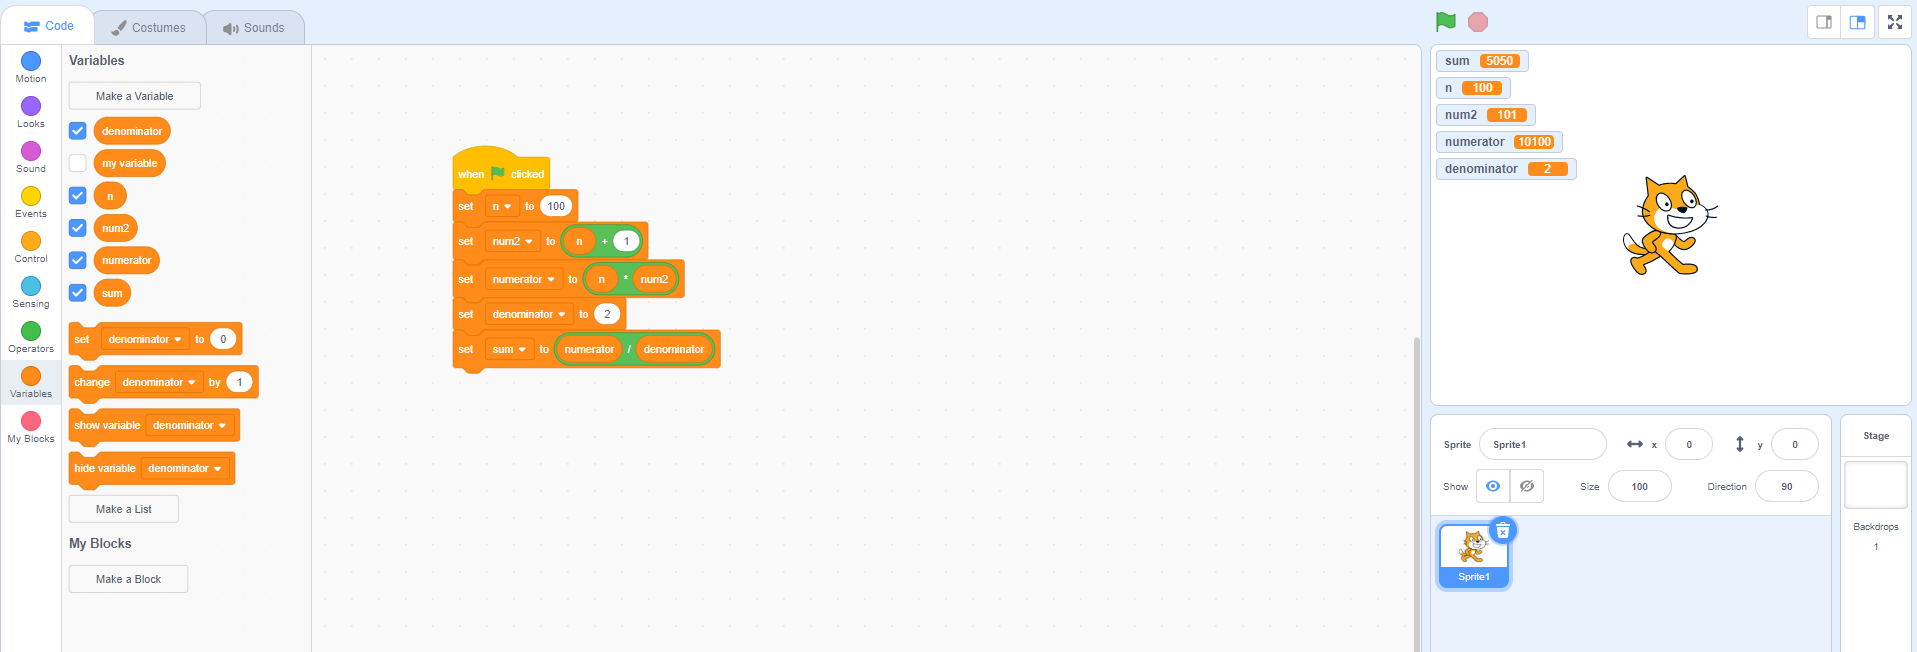 Code
Costumes
Sounds
Motion
Looks
Sound
Events
Control
Sensing
Operators
Variables
My Blocks
Variables
Make a Variable
denominator
my variable
n
num2
numerator
sum
set denominator to 0
change denominator by 1
show variable denominator
hide variable denominator
Make a List
My Blocks
Make a Block
when clicked
set n to 100
set num2 to n + 1
set numerator to n * num2
set denominator to 2
set sum to numerator / denominator
sum 5050
n 100
num2 101
numerator 10100
denominator 2
Sprite Sprite1 x 0 y 0
Show Size 100 Direction 90
Sprite1
Stage
Backdrops
1